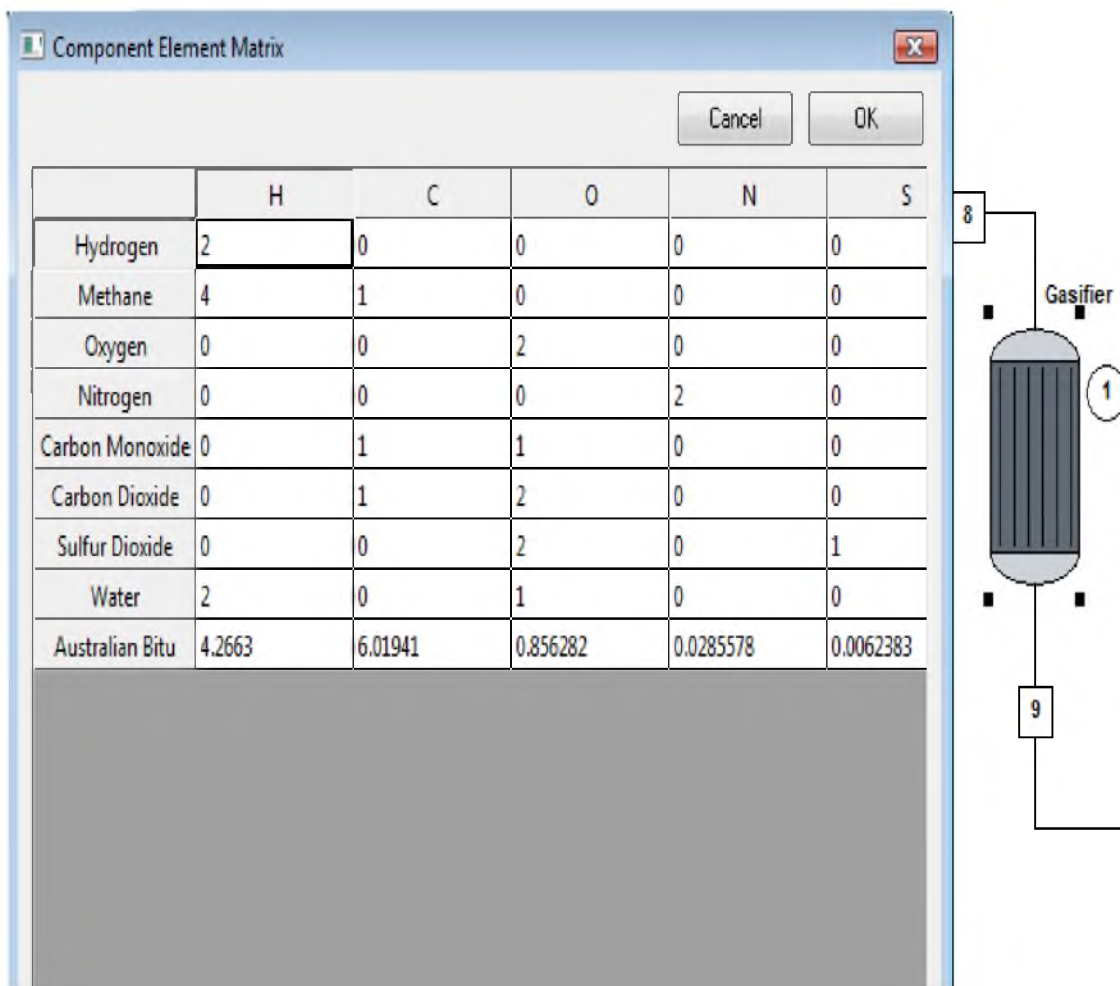 Component Element Matrix
Cancel OK
H C O N S
Hydrogen 2 0 0 0 0
Methane 4 1 0 0 0
Oxygen 0 0 2 0 0
Nitrogen 0 0 0 2 0
Carbon Monoxide 0 1 1 0 0
Carbon Dioxide 0 1 2 0 0
Sulfur Dioxide 0 0 2 0 1
Water 2 0 1 0 0
Australian Bitu 4.2663 6.01941 0.856282 0.0285578 0.0062383
8
Gasifier
1
9